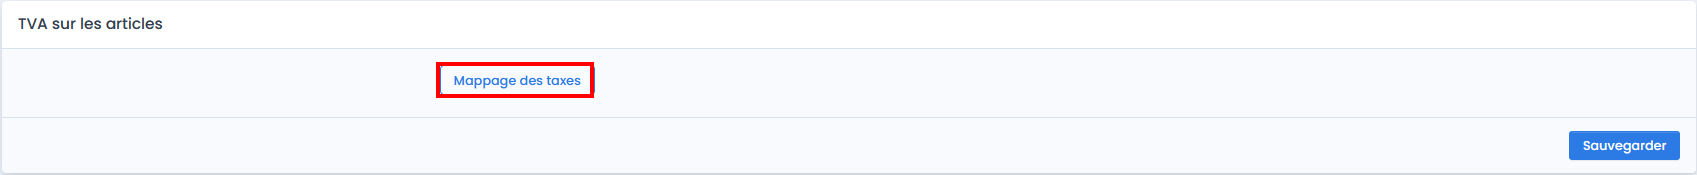 TVA sur les articles
Mappage des taxes
Sauvegarder